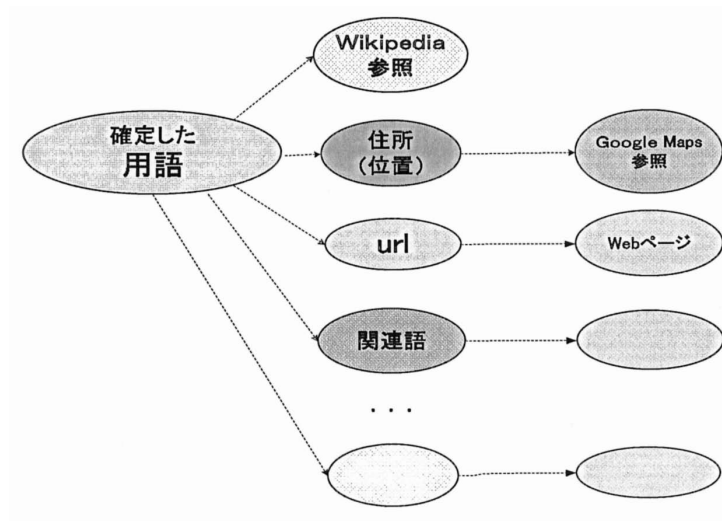 Wikipedia
参照
確定した
用語
住所
(位置)
Google Maps
参照
url
Webページ
関連語
・・・